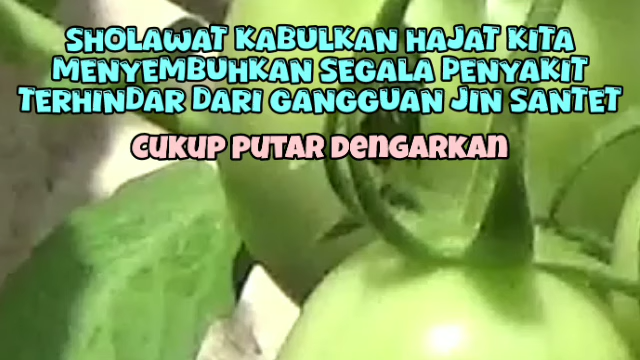 SHOLAWAT KABULKAN HAJAT KITA
MENYEMBUHKAN SEGALA PENYAKIT
TERHINDAR DARI GANGGUAN JIN SANTET
CUKUP PUTAR DENGARKAN